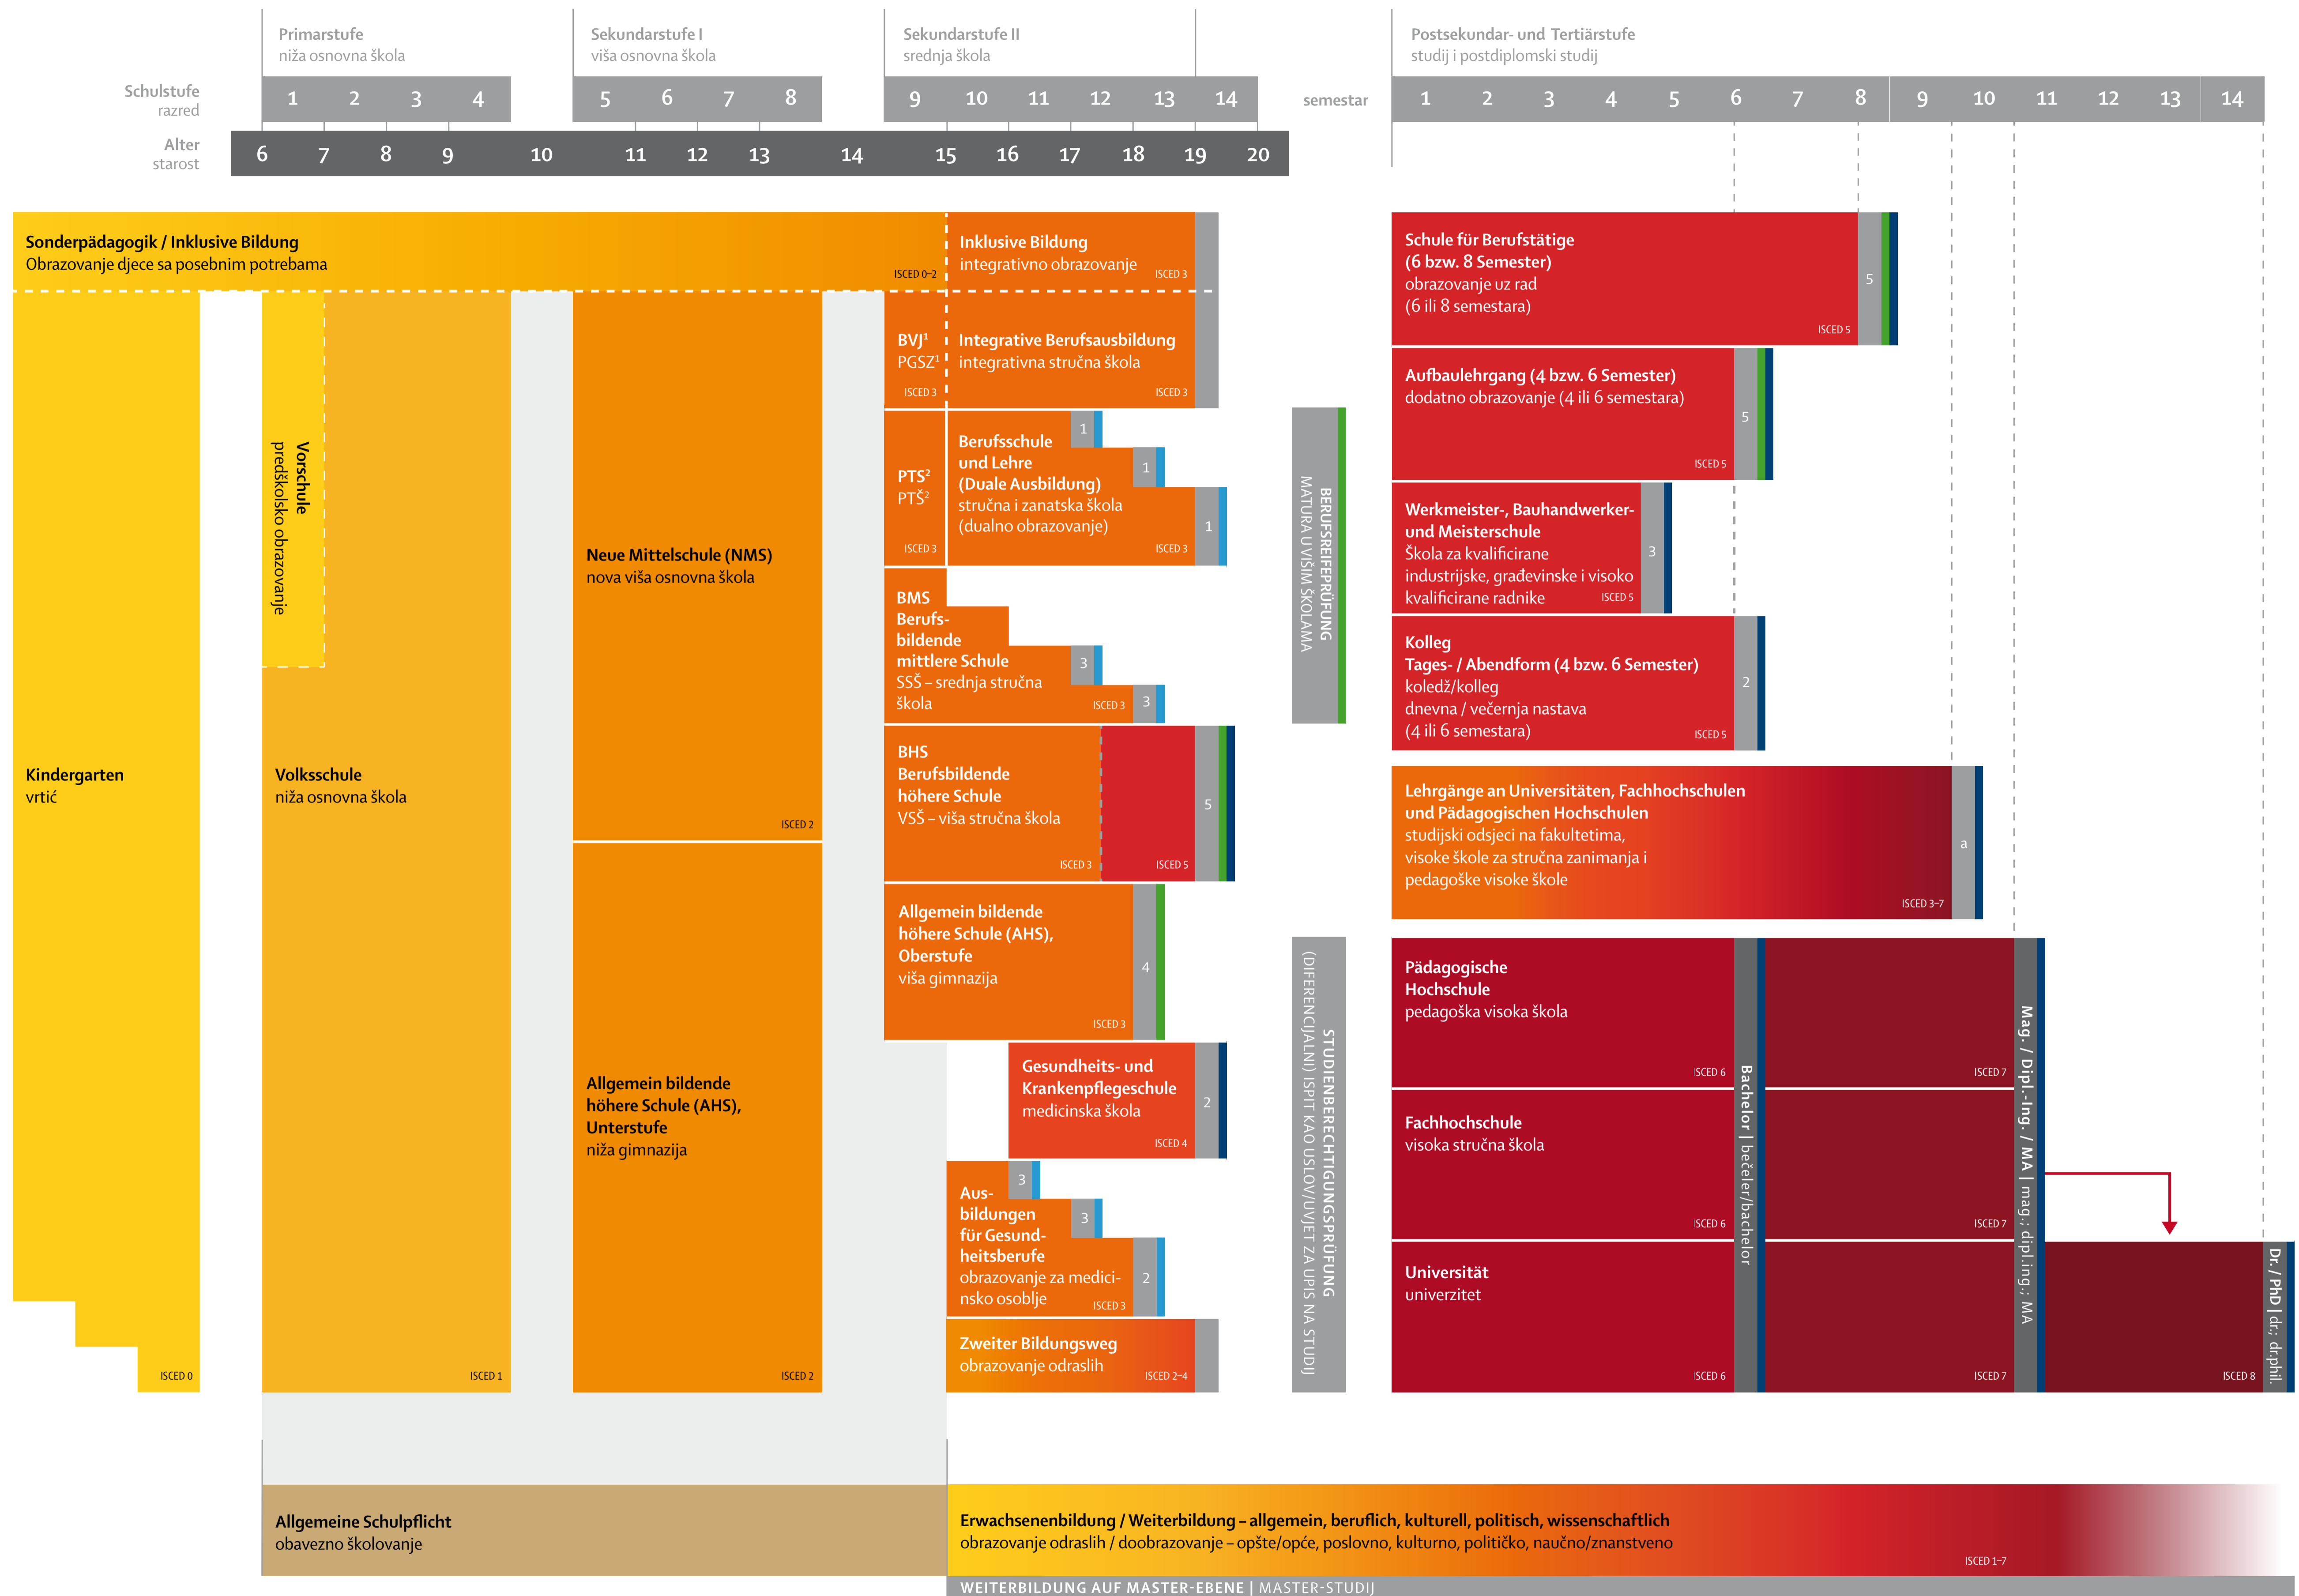 Primarstufe
niža osnovna škola
Sekundarstufe I
viša osnovna škola
Sekundarstufe II
srednja škola
Postsekundar- und Tertiärstufe
studij i postdiplomski studij
Schulstufe
razred
1 2 3 4 5 6 7 8 9 10 11 12 13 14
semestar
1 2 3 4 5 6 7 8 9 10 11 12 13 14
Alter
starost
6 7 8 9 10 11 12 13 14 15 16 17 18 19 20
Sonderpädagogik / Inklusive Bildung
Obrazovanje djece sa posebnim potrebama
ISCED 0–2
Inklusive Bildung
integrativno obrazovanje
ISCED 3
Kindergarten
vrtić
ISCED 0
Vorschule
predškolsko obrazovanje
Volksschule
niža osnovna škola
ISCED 1
Neue Mittelschule (NMS)
nova viša osnovna škola
ISCED 2
Allgemein bildende
höhere Schule (AHS),
Unterstufe
niža gimnazija
ISCED 2
BVJ¹
PGSZ¹
ISCED 3
Integrative Berufsausbildung
integrativna stručna škola
ISCED 3
PTS²
PTŠ²
ISCED 3
Berufsschule
und Lehre
(Duale Ausbildung)
stručna i zanatska škola
(dualno obrazovanje)
ISCED 3
1
1
1
BMS
Berufs-
bildende
mittlere Schule
SSŠ – srednja stručna
škola
ISCED 3
3
3
BHS
Berufsbildende
höhere Schule
VSŠ – viša stručna škola
ISCED 3
ISCED 5
5
Allgemein bildende
höhere Schule (AHS),
Oberstufe
viša gimnazija
ISCED 3
4
Gesundheits- und
Krankenpflegeschule
medicinska škola
ISCED 4
2
Aus-
bildungen
für Gesund-
heitsberufe
obrazovanje za medici-
nsko osoblje
ISCED 3
3
3
2
Zweiter Bildungsweg
obrazovanje odraslih
ISCED 2–4
BERUFSREIFEPRÜFUNG
MATURA U VIŠIM ŠKOLAMA
STUDIENBERECHTIGUNGSPRÜFUNG
(DIFERENCIJALNI) ISPIT KAO USLOV/UVJET ZA UPIS NA STUDIJ
Schule für Berufstätige
(6 bzw. 8 Semester)
obrazovanje uz rad
(6 ili 8 semestara)
ISCED 5
5
Aufbaulehrgang (4 bzw. 6 Semester)
dodatno obrazovanje (4 ili 6 semestara)
ISCED 5
5
Werkmeister-, Bauhandwerker-
und Meisterschule
Škola za kvalificirane
industrijske, građevinske i visoko
kvalificirane radnike
ISCED 5
3
Kolleg
Tages- / Abendform (4 bzw. 6 Semester)
koledž/kolleg
dnevna / večernja nastava
(4 ili 6 semestara)
ISCED 5
2
Lehrgänge an Universitäten, Fachhochschulen
und Pädagogischen Hochschulen
studijski odsjeci na fakultetima,
visoke škole za stručna zanimanja i
pedagoške visoke škole
ISCED 3–7
a
Pädagogische
Hochschule
pedagoška visoka škola
ISCED 6
ISCED 7
Fachhochschule
visoka stručna škola
ISCED 6
ISCED 7
Universität
univerzitet
ISCED 6
ISCED 7
ISCED 8
Bachelor | bečeler/bachelor
Mag. / Dipl.-Ing. / MA | mag.; dipl.ing.; MA
Dr. / PhD | dr.; dr.phil.
Allgemeine Schulpflicht
obavezno školovanje
Erwachsenenbildung / Weiterbildung – allgemein, beruflich, kulturell, politisch, wissenschaftlich
obrazovanje odraslih / doobrazovanje – opšte/opće, poslovno, kulturno, političko, naučno/znanstveno
ISCED 1–7
WEITERBILDUNG AUF MASTER-EBENE | MASTER-STUDIJ